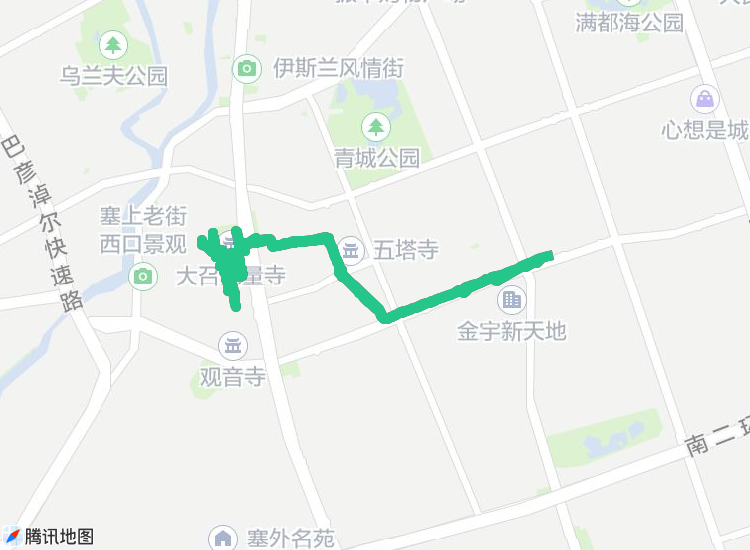 满都海公园
乌兰夫公园
伊斯兰风情街
心想是城
青城公园
巴彦淖尔快速路
塞上老街
西口景观
五塔寺
大召
量寺
金宇新天地
观音寺
南二环
塞外名苑
腾讯地图